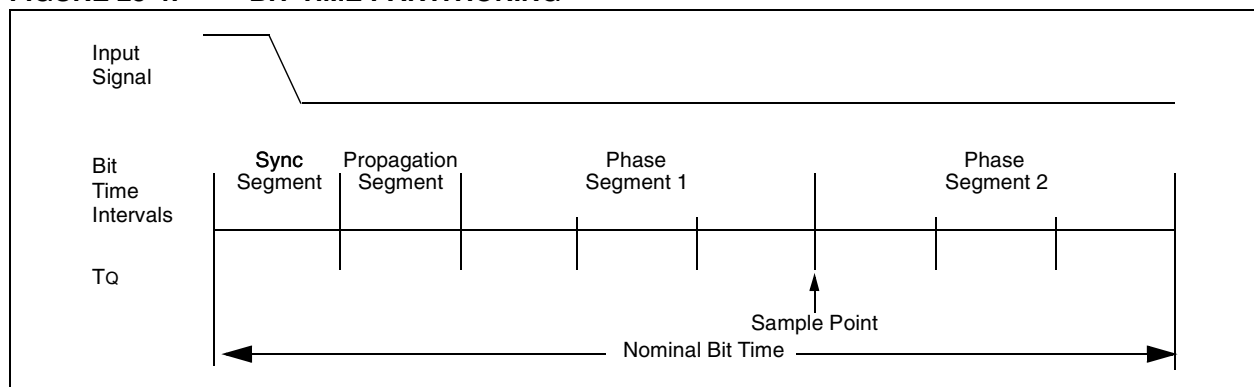 Input
Signal
Bit
Time
Intervals
Sync
Segment
Propagation
Segment
Phase
Segment 1
Phase
Segment 2
TQ
Sample Point
Nominal Bit Time